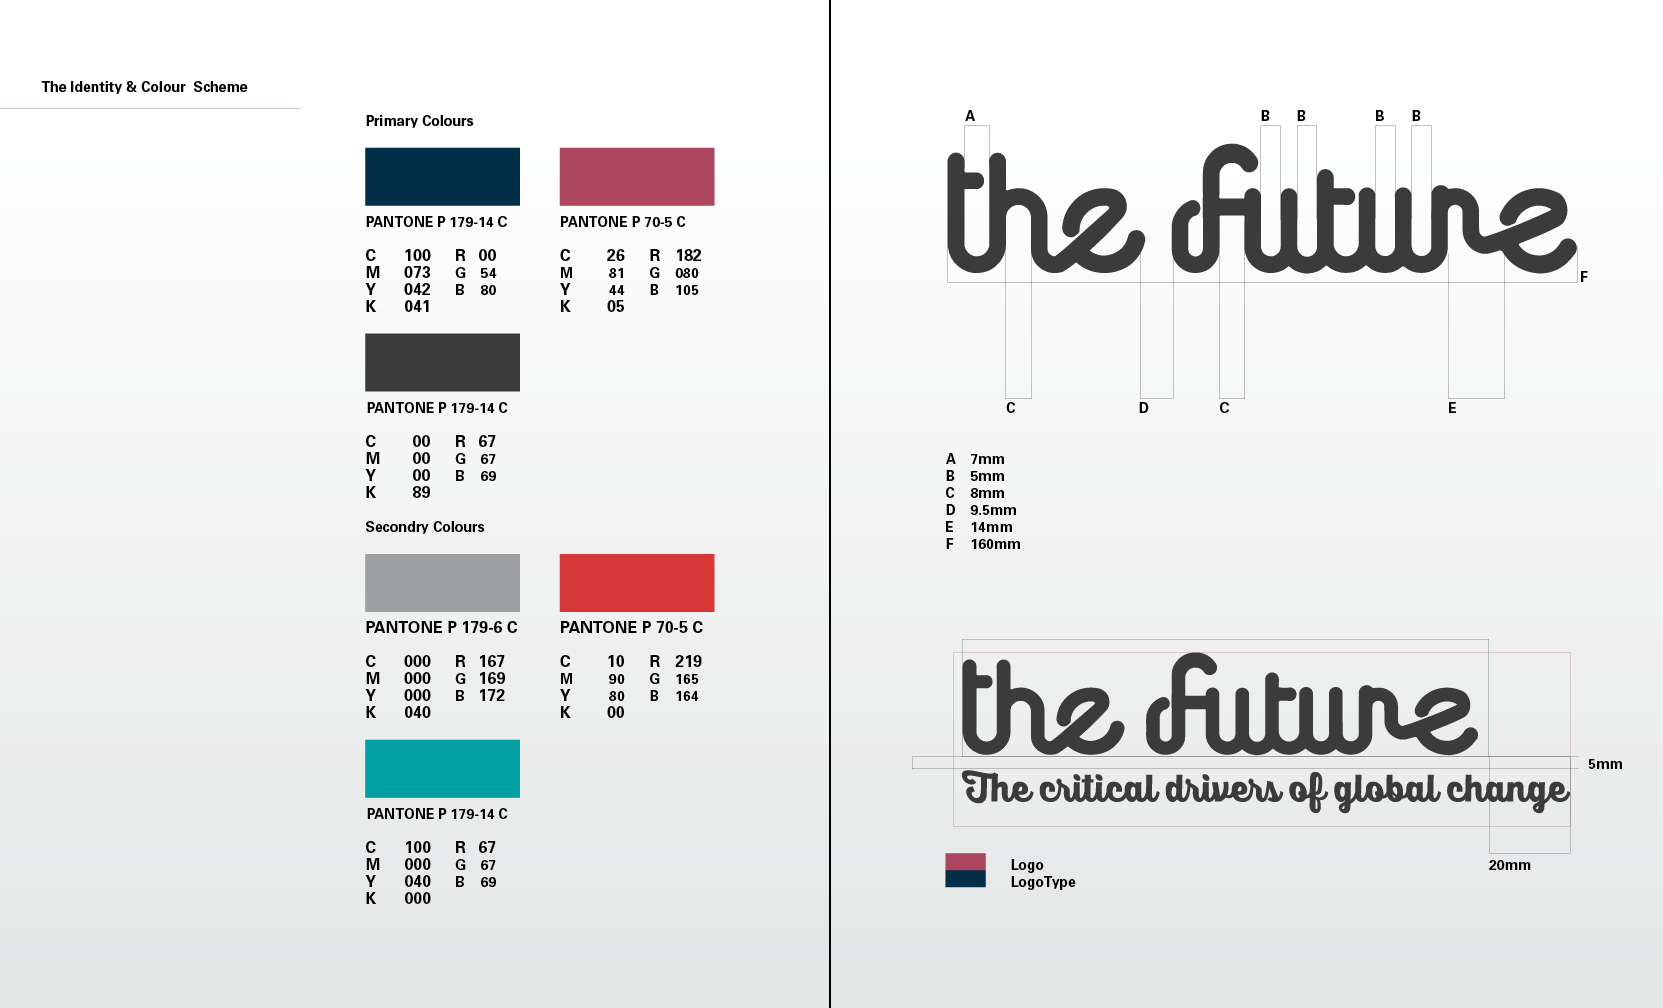 The Identity & Colour  Scheme
Primary Colours
PANTONE P 179-14 C
C 100 R 00
M 073 G 54
Y 042 B 80
K 041
PANTONE P 70-5 C
C 26 R 182
M 81 G 080
Y 44 B 105
K 05
PANTONE P 179-14 C
C 00 R 67
M 00 G 67
Y 00 B 69
K 89
Secondry Colours
PANTONE P 179-6 C
C 000 R 167
M 000 G 169
Y 000 B 172
K 040
PANTONE P 70-5 C
C 10 R 219
M 90 G 165
Y 80 B 164
K 00
PANTONE P 179-14 C
C 100 R 67
M 000 G 67
Y 040 B 69
K 000
A B B B B
the future
F
C D C E
A 7mm
B 5mm
C 8mm
D 9.5mm
E 14mm
F 160mm
the future
5mm
The critical drivers of global change
20mm
Logo
LogoType